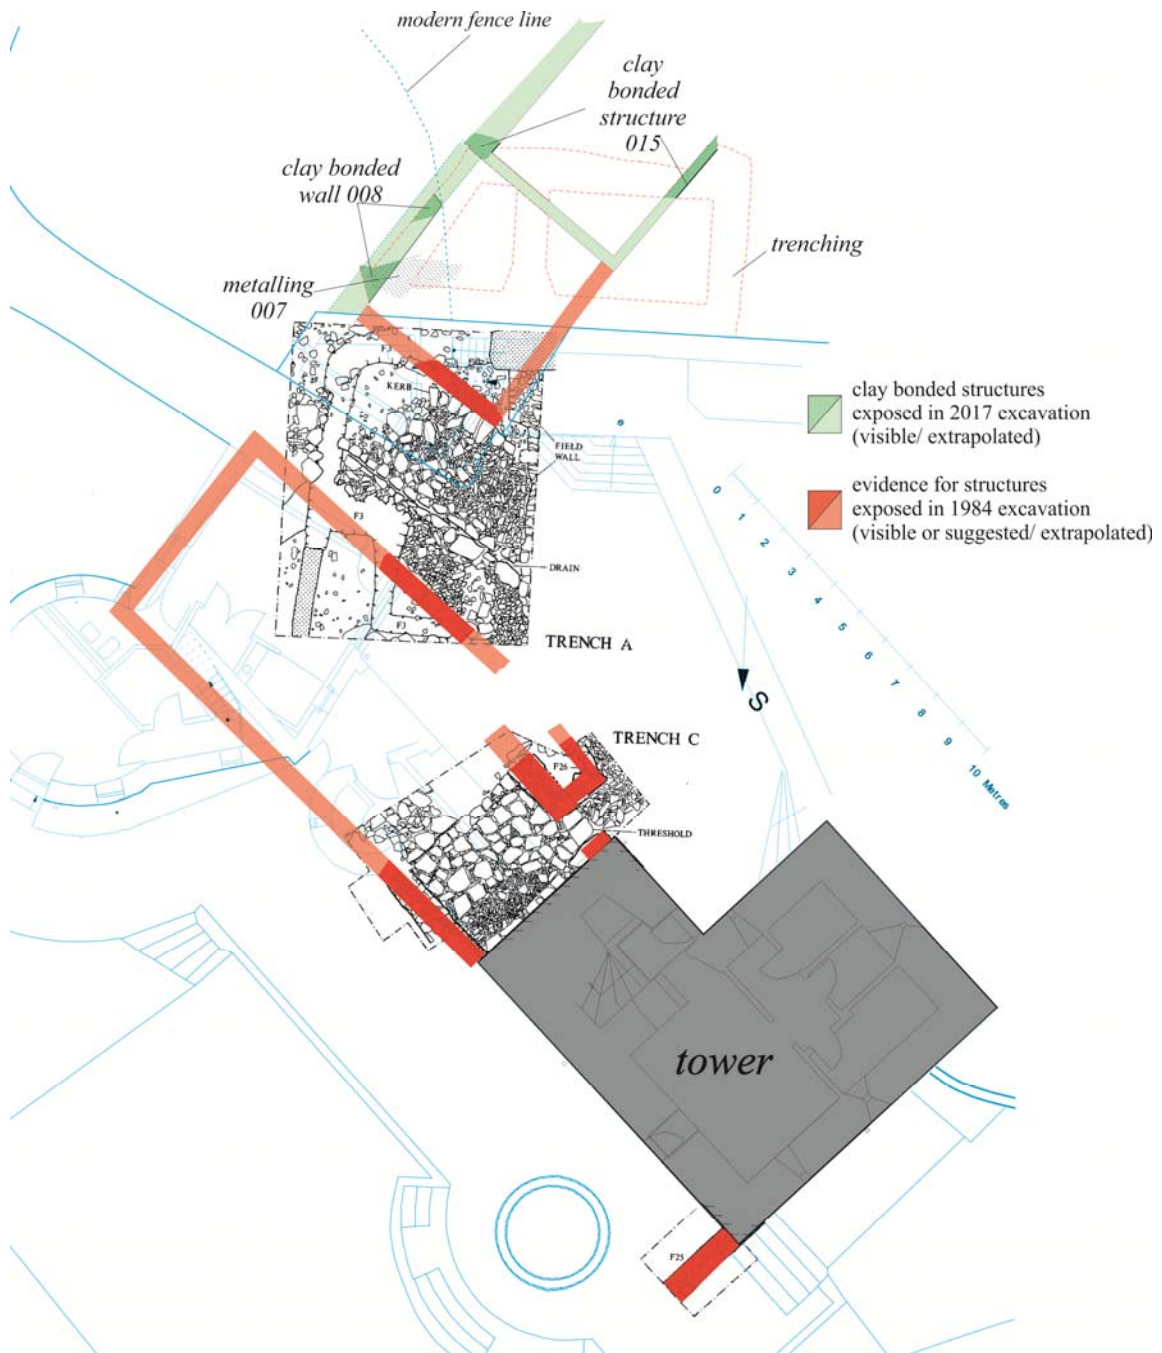 modern fence line
clay
bonded
structure
015
clay bonded
wall 008
trenching
metalling
007
F3
KERB
clay bonded structures
exposed in 2017 excavation
(visible/ extrapolated)
FIELD
WALL
evidence for structures
exposed in 1984 excavation
(visible or suggested/ extrapolated)
0
1
2
3
4
5
6
7
8
9
10 Metres
F3
DRAIN
F3
TRENCH A
S
TRENCH C
F26
THRESHOLD
tower
F25